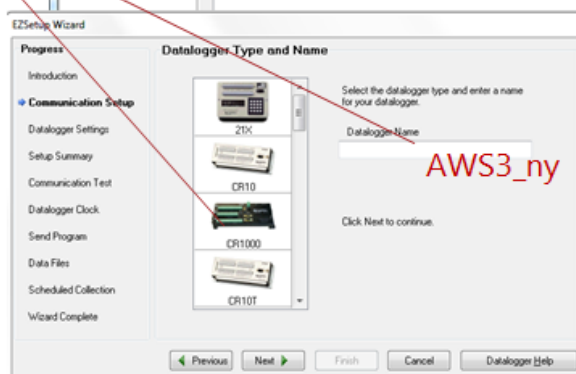 EZSetup Wizard
Progress
Introduction
Communication Setup
Datalogger Settings
Setup Summary
Communication Test
Datalogger Clock
Send Program
Data Files
Scheduled Collection
Wizard Complete
Datalogger Type and Name
21X
CR10
CR1000
CR10T
Select the datalogger type and enter a name
for your datalogger.
Datalogger Name
AWS3_ny
Click Next to continue.
Previous Next Finish Cancel Datalogger Help